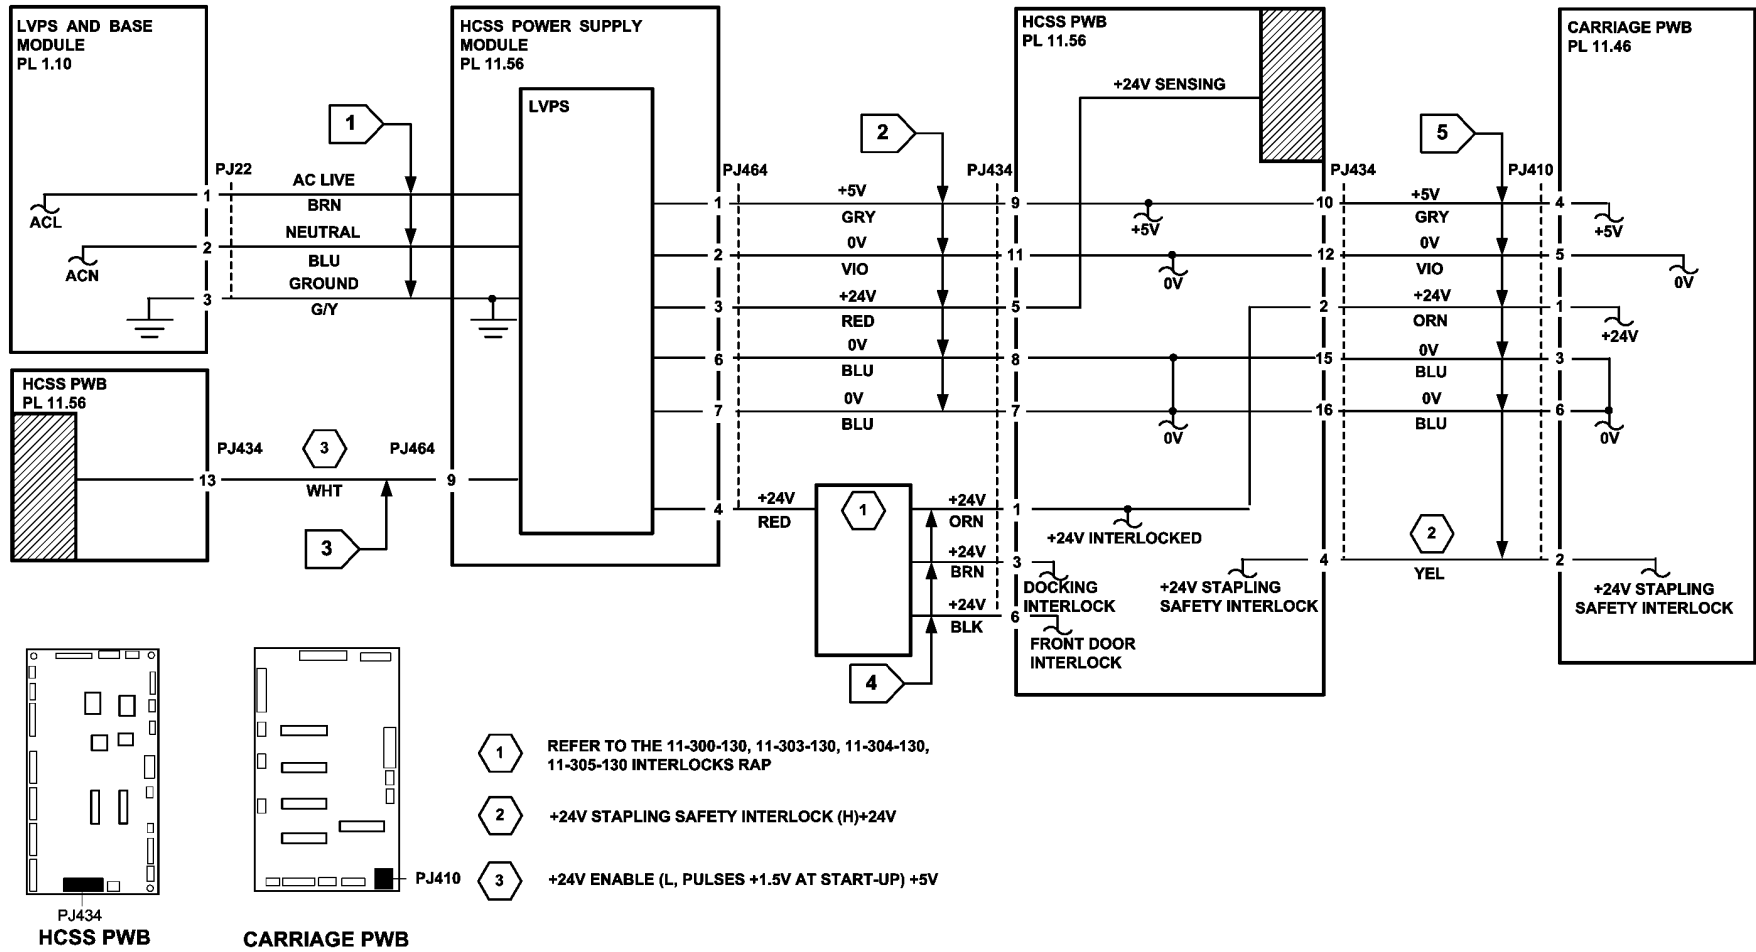 LVPS AND BASE
MODULE
PL 1.10
HCSS POWER SUPPLY
MODULE
PL 11.56
LVPS
HCSS PWB
PL 11.56
+24V SENSING
CARRIAGE PWB
PL 11.46
1
2
5
PJ22
PJ464
PJ434
PJ434
PJ410
1
AC LIVE
BRN
ACL
2
NEUTRAL
BLU
ACN
3
GROUND
G/Y
1
+5V
GRY
9
+5V
10
+5V
GRY
4
+5V
2
0V
VIO
11
0V
12
0V
VIO
5
0V
3
+24V
RED
5
2
+24V
ORN
1
+24V
6
0V
BLU
8
15
0V
BLU
3
7
0V
BLU
7
0V
16
0V
BLU
6
0V
HCSS PWB
PL 11.56
PJ434
3
PJ464
13
WHT
9
3
4
+24V
RED
1
+24V
ORN
1
+24V INTERLOCKED
+24V
BRN
3
DOCKING
INTERLOCK
+24V
BLK
6
FRONT DOOR
INTERLOCK
4
+24V STAPLING
SAFETY INTERLOCK
4
2
YEL
2
+24V STAPLING
SAFETY INTERLOCK
1
REFER TO THE 11-300-130, 11-303-130, 11-304-130,
11-305-130 INTERLOCKS RAP
2
+24V STAPLING SAFETY INTERLOCK (H)+24V
3
+24V ENABLE (L, PULSES +1.5V AT START-UP) +5V
PJ410
PJ434
HCSS PWB
CARRIAGE PWB